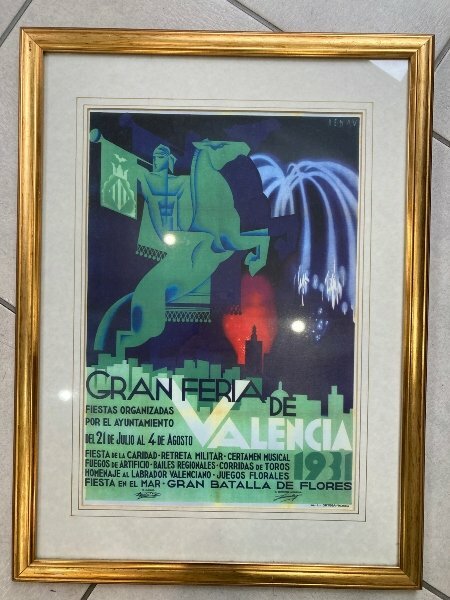 RENAU
GRAN FERIA
DE
VALENCIA
1931
FIESTAS ORGANIZADAS
POR EL AYUNTAMIENTO
DEL 21 DE JULIO AL 4 DE AGOSTO
FIESTA DE LA CARIDAD - RETRETA MILITAR - CERTAMEN MUSICAL
FUEGOS DE ARTIFICIO - BAILES REGIONALES - CORRIDAS DE TOROS
HOMENAJE AL LABRADOR VALENCIANO - JUEGOS FLORALES
FIESTA EN EL MAR - GRAN BATALLA DE FLORES